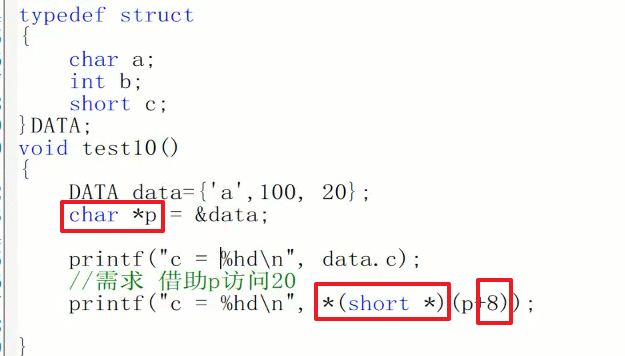 typedef struct
{
char a;
int b;
short c;
}DATA;
void test10()
{
DATA data={'a',100, 20};
char *p = &data;
printf("c = %hd\n", data.c);
//需求 借助p访问20
printf("c = %hd\n", *(short *)(p+8));
}